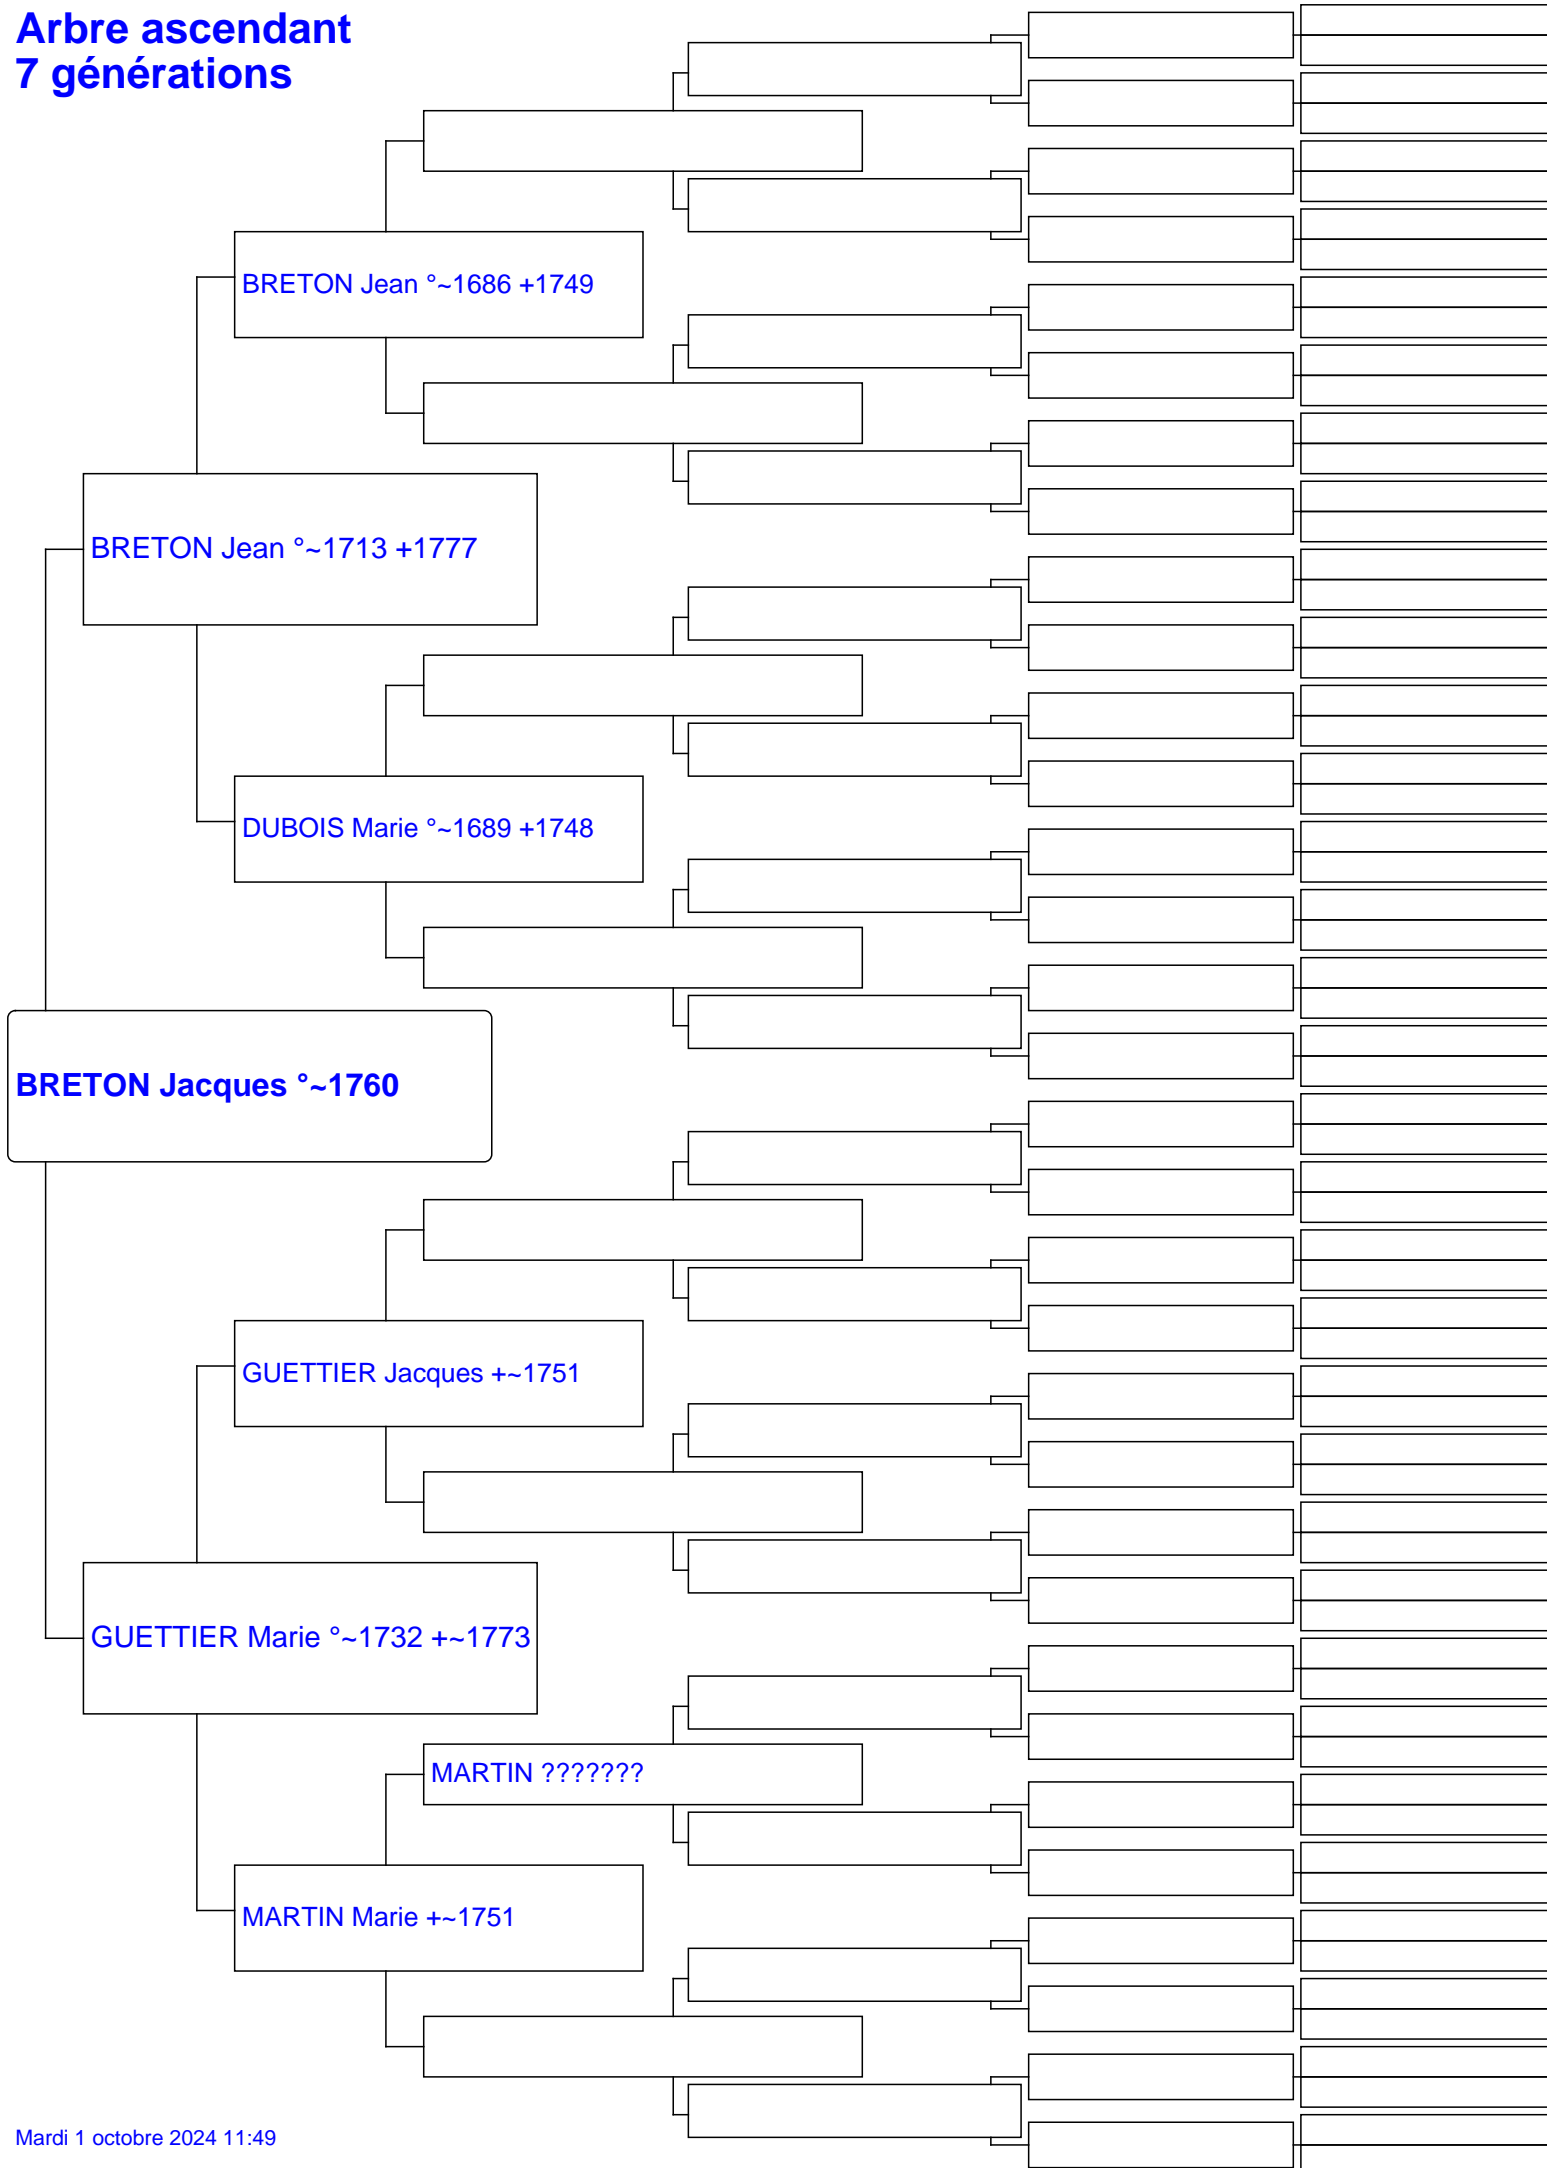 Arbre ascendant
7 générations
BRETON Jean °~1686 +1749
BRETON Jean °~1713 +1777
DUBOIS Marie °~1689 +1748
BRETON Jacques °~1760
GUETTIER Jacques +~1751
GUETTIER Marie °~1732 +~1773
MARTIN ???????
MARTIN Marie +~1751
Mardi 1 octobre 2024 11:49